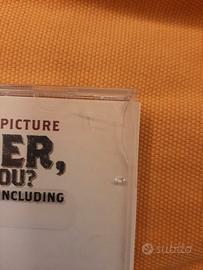 PICTURE
ER,
OU?
INCLUDING
subito